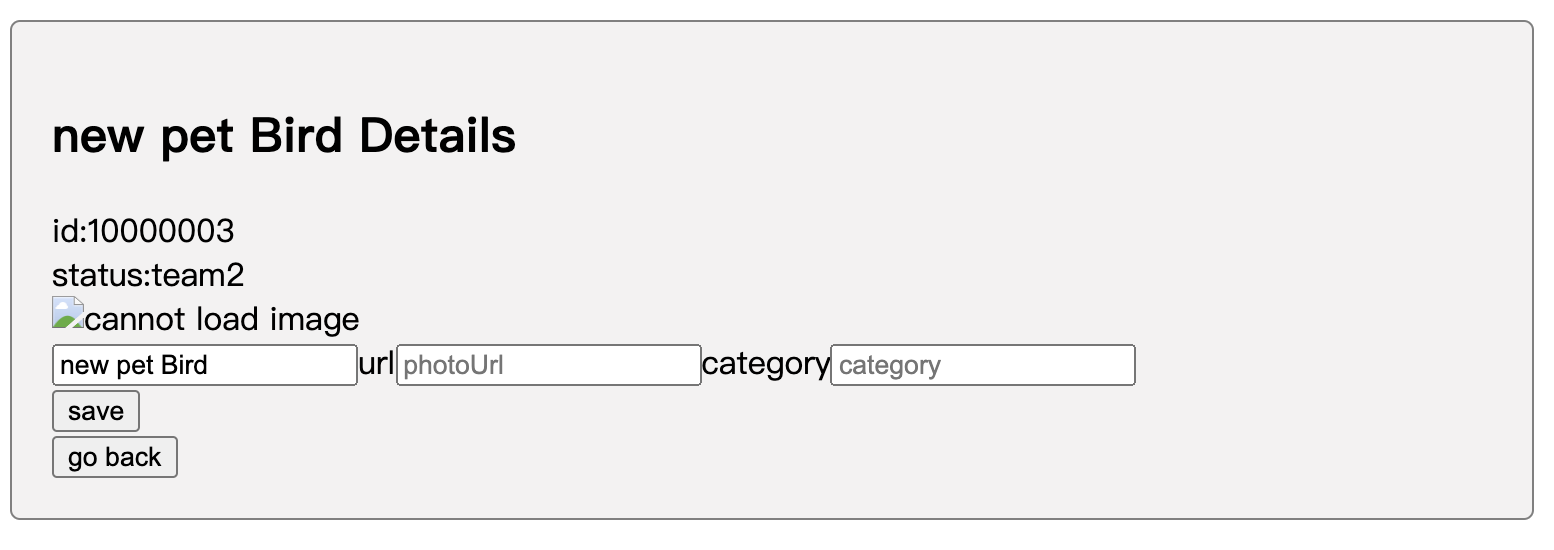 new pet Bird Details
id:10000003
status:team2
cannot load image
new pet Bird url photoUrl category category
save
go back